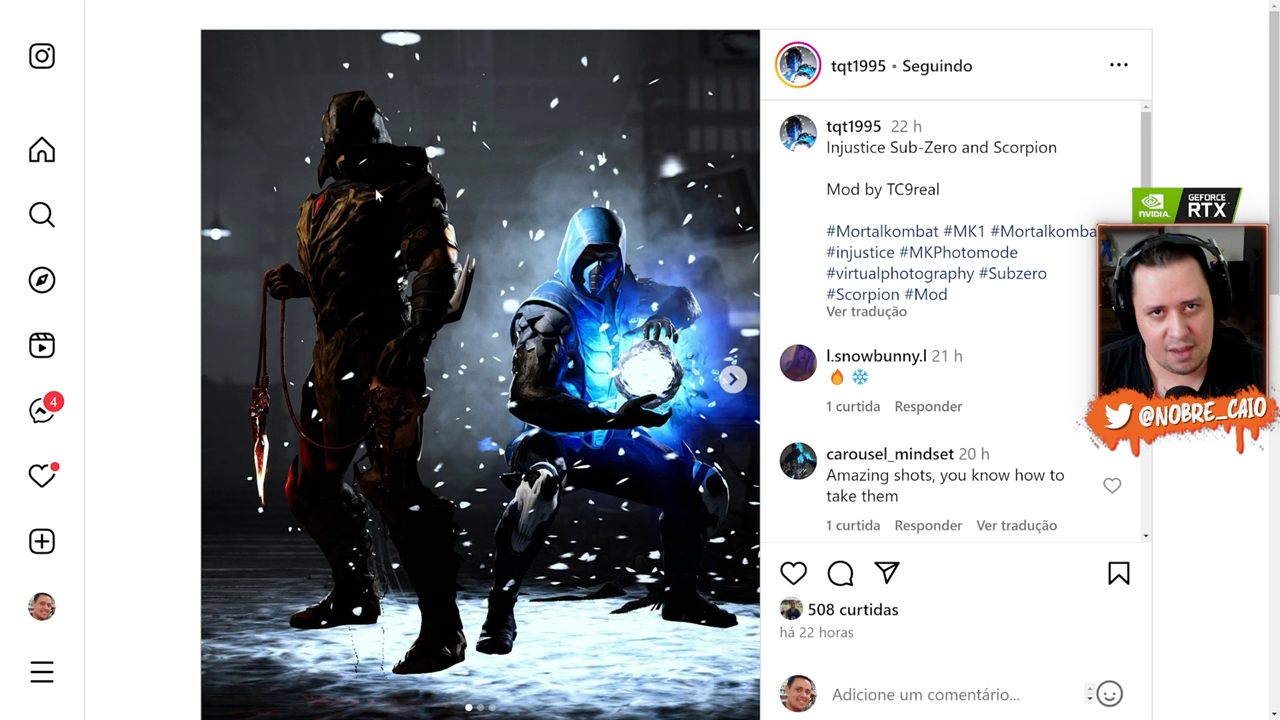 tqt1995 • Seguindo
tqt1995 22 h
Injustice Sub-Zero and Scorpion
Mod by TC9real
#Mortalkombat #MK1 #Mortalkomba
#injustice #MKPhotomode
#virtualphotography #Subzero
#Scorpion #Mod
Ver tradução
NVIDIA.
GEFORCE
RTX
@NOBRE_CAIO
l.snowbunny.l 21 h
1 curtida Responder
carousel_mindset 20 h
Amazing shots, you know how to
take them
1 curtida Responder Ver tradução
4
508 curtidas
há 22 horas
Adicione um comentário...